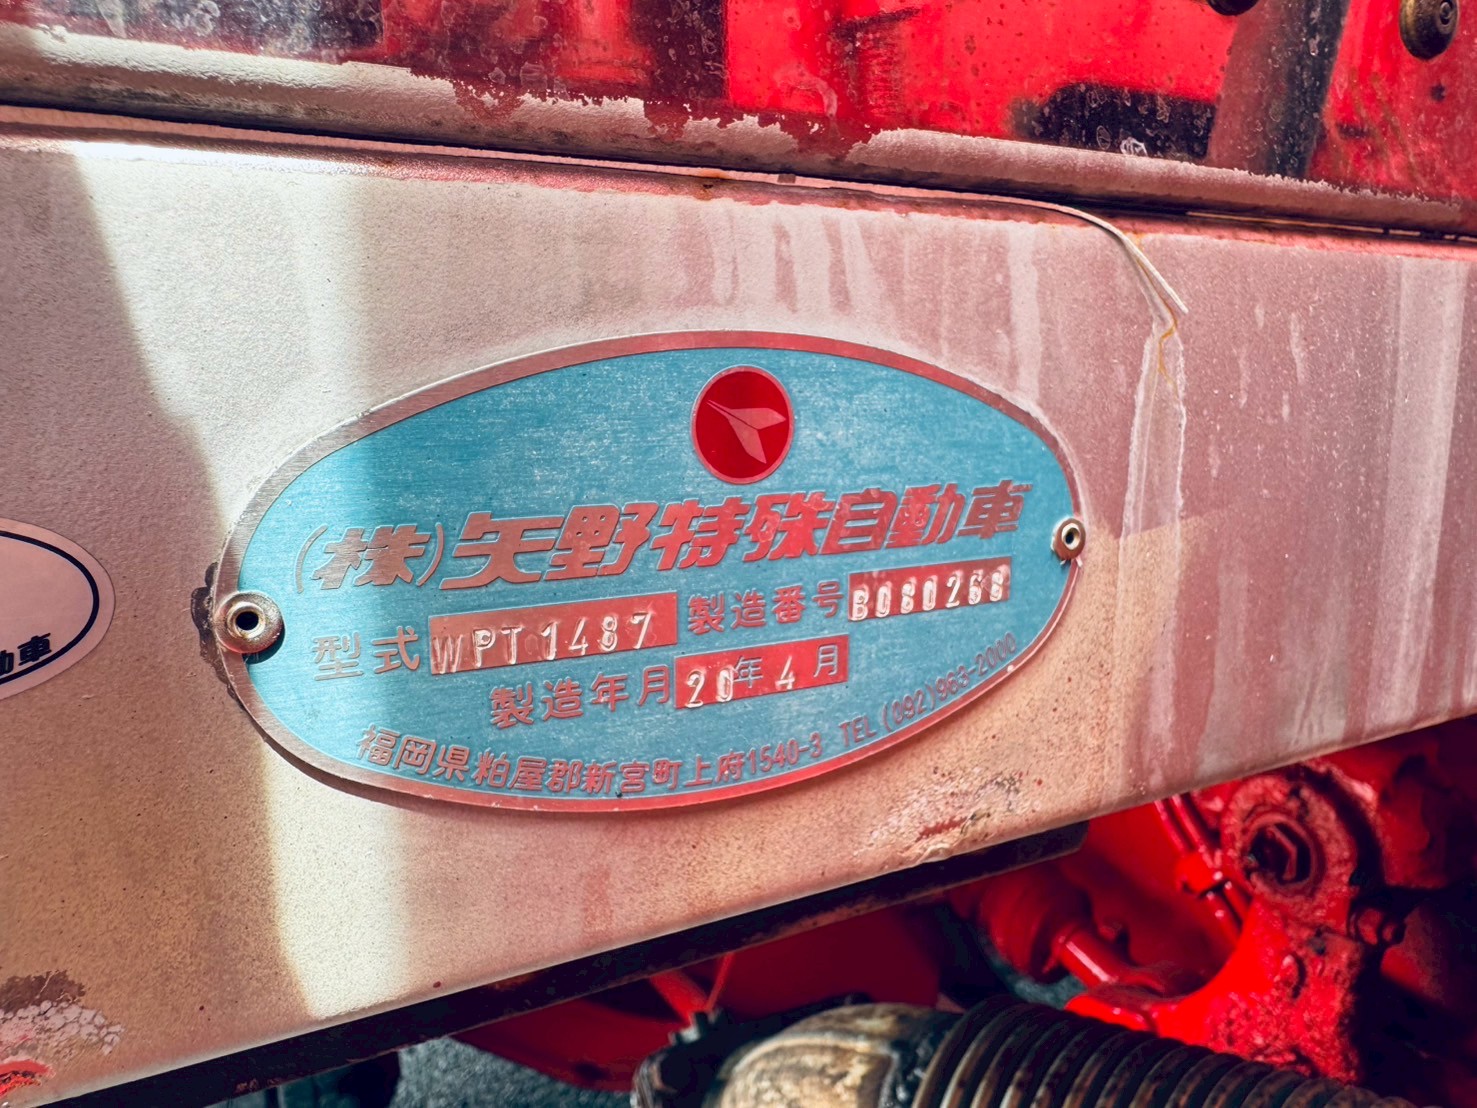 (株)矢野特殊自動車
型式 WPT1487 製造番号 B080268
製造年月 20年 4月
福岡県粕屋郡新宮町上府1540-3 TEL (092)963-2000
動車